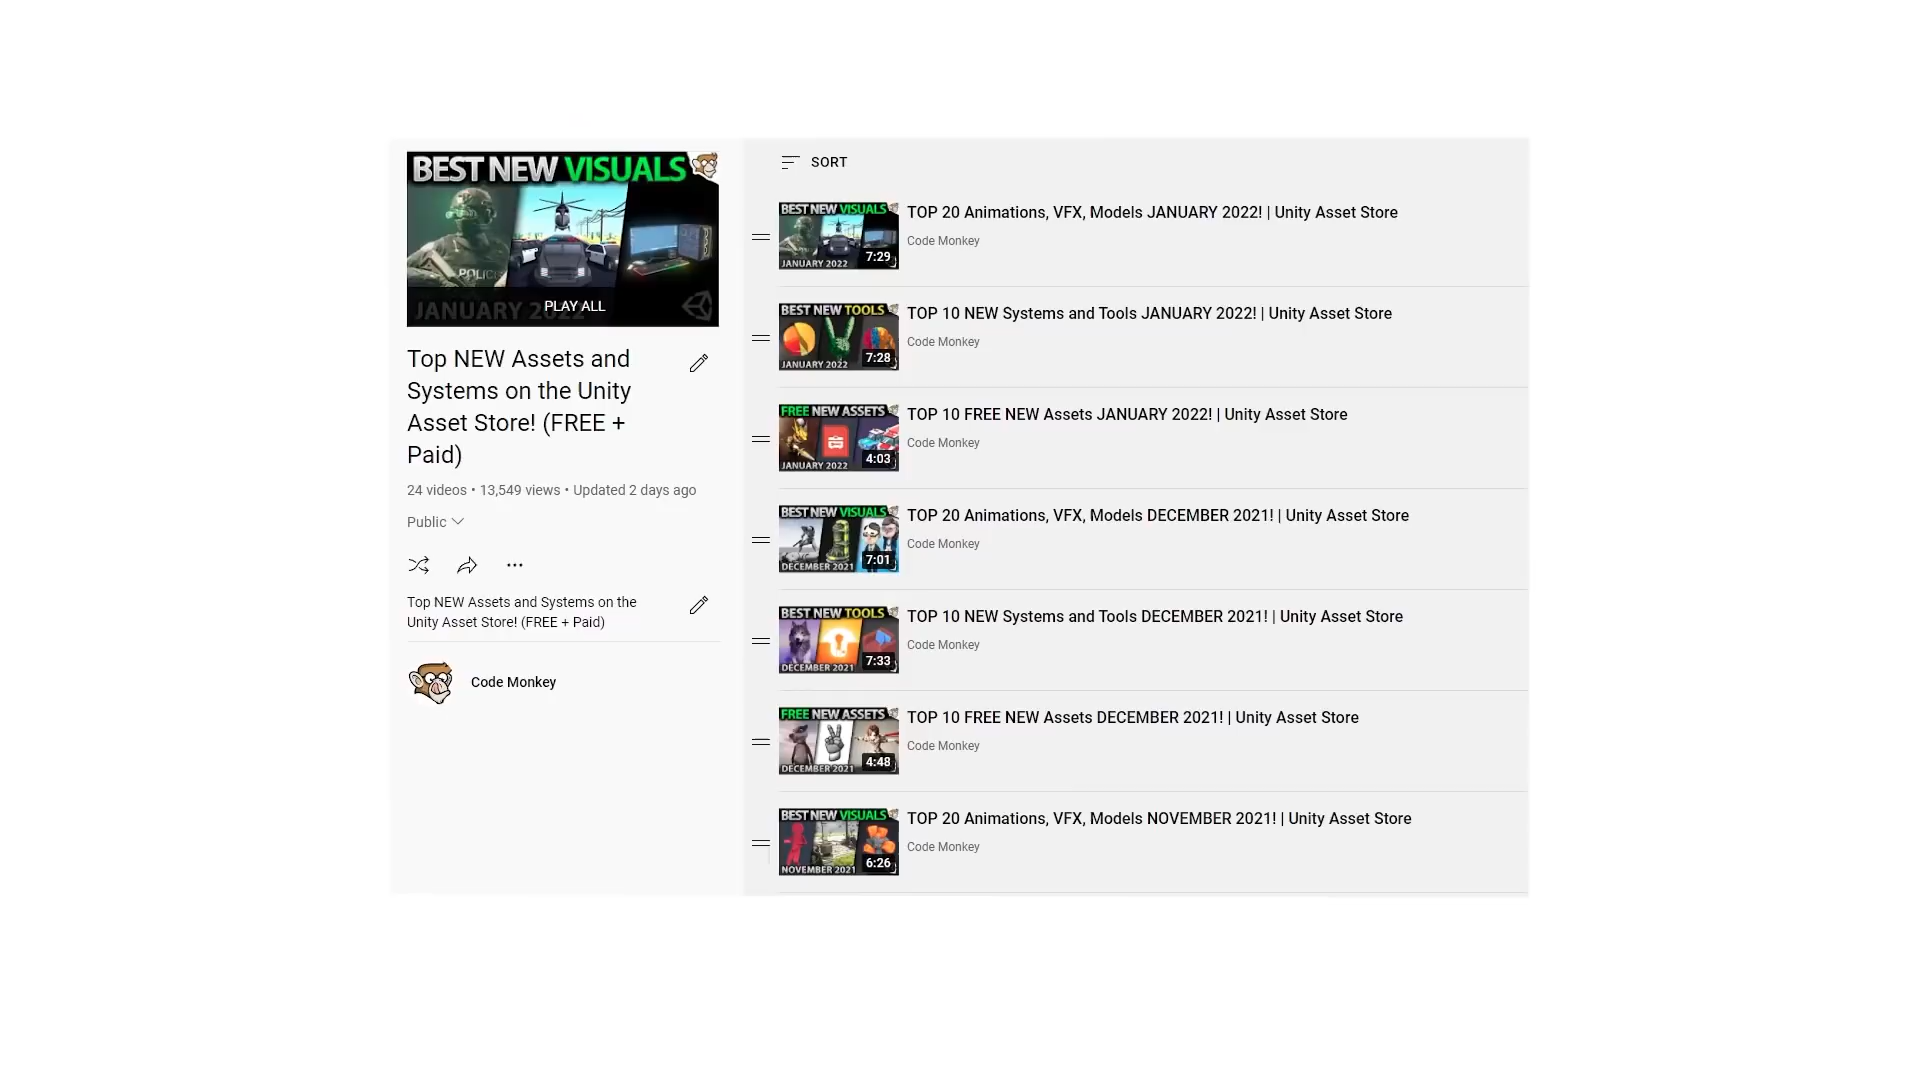 BEST NEW VISUALS
POLICE
JANUARY 2022
PLAY ALL
Top NEW Assets and
Systems on the Unity
Asset Store! (FREE +
Paid)
24 videos • 13,549 views • Updated 2 days ago
Public
Top NEW Assets and Systems on the
Unity Asset Store! (FREE + Paid)
Code Monkey
SORT
BEST NEW VISUALS
JANUARY 2022
7:29
TOP 20 Animations, VFX, Models JANUARY 2022! | Unity Asset Store
Code Monkey
BEST NEW TOOLS
JANUARY 2022
7:28
TOP 10 NEW Systems and Tools JANUARY 2022! | Unity Asset Store
Code Monkey
FREE NEW ASSETS
JANUARY 2022
4:03
TOP 10 FREE NEW Assets JANUARY 2022! | Unity Asset Store
Code Monkey
BEST NEW VISUALS
DECEMBER 2021
7:01
TOP 20 Animations, VFX, Models DECEMBER 2021! | Unity Asset Store
Code Monkey
BEST NEW TOOLS
DECEMBER 2021
7:33
TOP 10 NEW Systems and Tools DECEMBER 2021! | Unity Asset Store
Code Monkey
FREE NEW ASSETS
DECEMBER 2021
4:48
TOP 10 FREE NEW Assets DECEMBER 2021! | Unity Asset Store
Code Monkey
BEST NEW VISUALS
NOVEMBER 2021
6:26
TOP 20 Animations, VFX, Models NOVEMBER 2021! | Unity Asset Store
Code Monkey